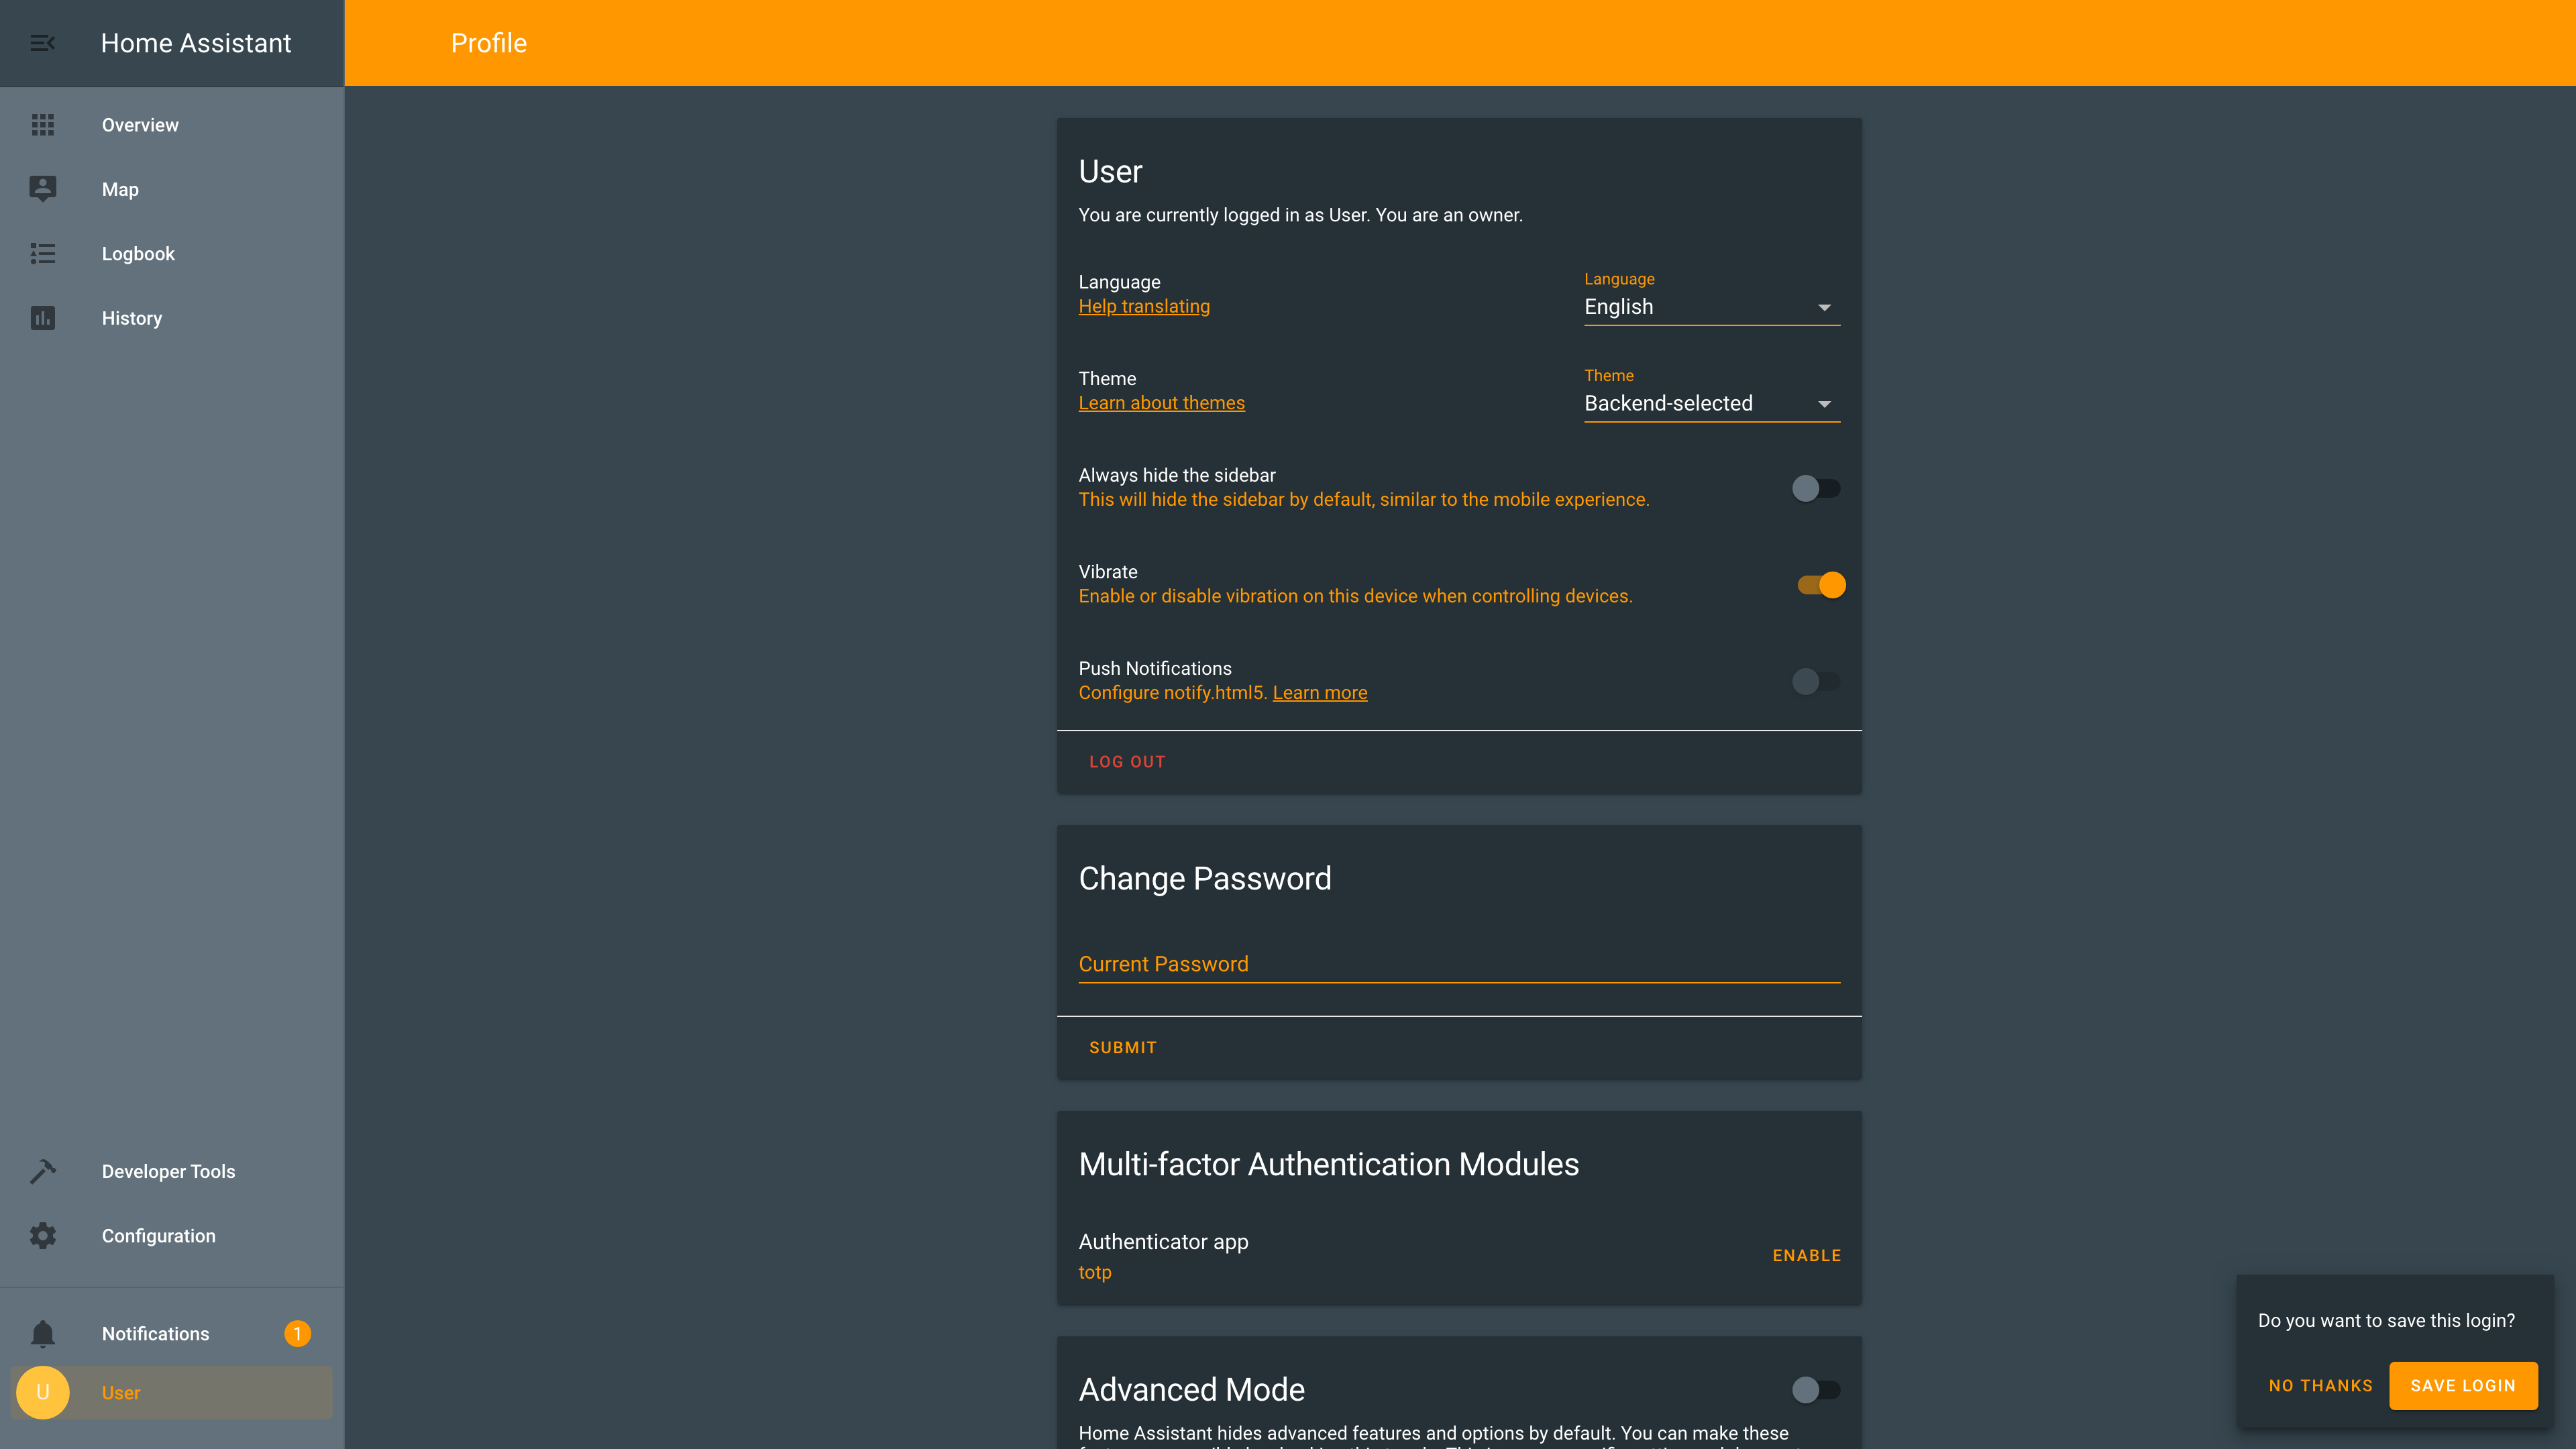 Home Assistant
Profile
Overview
Map
Logbook
History
Developer Tools
Configuration
Notifications
1
U
User
User
You are currently logged in as User. You are an owner.
Language
Help translating
Language
English
Theme
Learn about themes
Theme
Backend-selected
Always hide the sidebar
This will hide the sidebar by default, similar to the mobile experience.
Vibrate
Enable or disable vibration on this device when controlling devices.
Push Notifications
Configure notify.html5. Learn more
LOG OUT
Change Password
Current Password
SUBMIT
Multi-factor Authentication Modules
Authenticator app
totp
ENABLE
Advanced Mode
Home Assistant hides advanced features and options by default. You can make these
Do you want to save this login?
NO THANKS
SAVE LOGIN